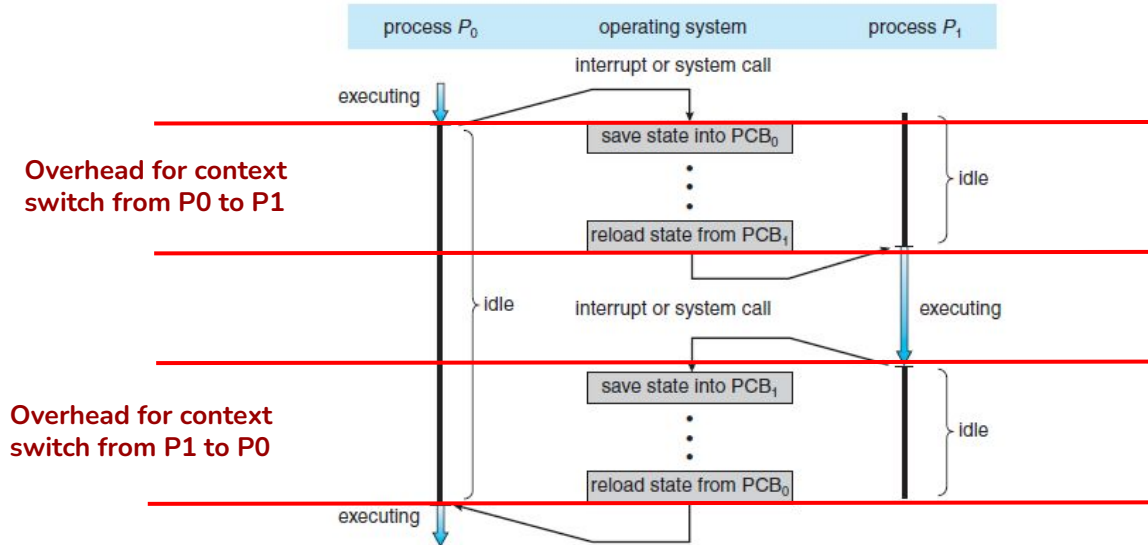 process P₀ operating system process P₁
interrupt or system call
executing
save state into PCB₀
Overhead for context
switch from P0 to P1
idle
reload state from PCB₁
idle
interrupt or system call
executing
save state into PCB₁
Overhead for context
switch from P1 to P0
idle
reload state from PCB₀
executing